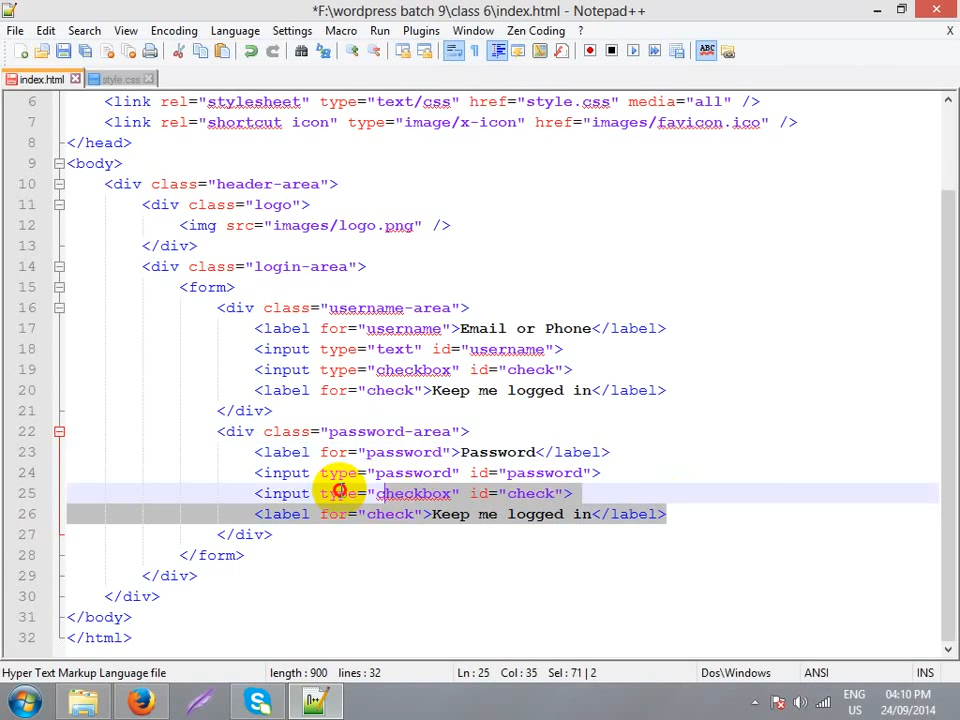 *F:\wordpress batch 9\class 6\index.html - Notepad++
File Edit Search View Encoding Language Settings Macro Run Plugins Window Zen Coding ? X
index.html style.css
6 <link rel="stylesheet" type="text/css" href="style.css" media="all" />
7 <link rel="shortcut icon" type="image/x-icon" href="images/favicon.ico" />
8 </head>
9 <body>
10 <div class="header-area">
11 <div class="logo">
12 <img src="images/logo.png" />
13 </div>
14 <div class="login-area">
15 <form>
16 <div class="username-area">
17 <label for="username">Email or Phone</label>
18 <input type="text" id="username">
19 <input type="checkbox" id="check">
20 <label for="check">Keep me logged in</label>
21 </div>
22 <div class="password-area">
23 <label for="password">Password</label>
24 <input type="password" id="password">
25 <input type="checkbox" id="check">
26 <label for="check">Keep me logged in</label>
27 </div>
28 </form>
29 </div>
30 </div>
31 </body>
32 </html>
Hyper Text Markup Language file length : 900 lines : 32 Ln : 25 Col : 35 Sel : 71 | 2 Dos\Windows ANSI INS
ENG 04:10 PM
US 24/09/2014